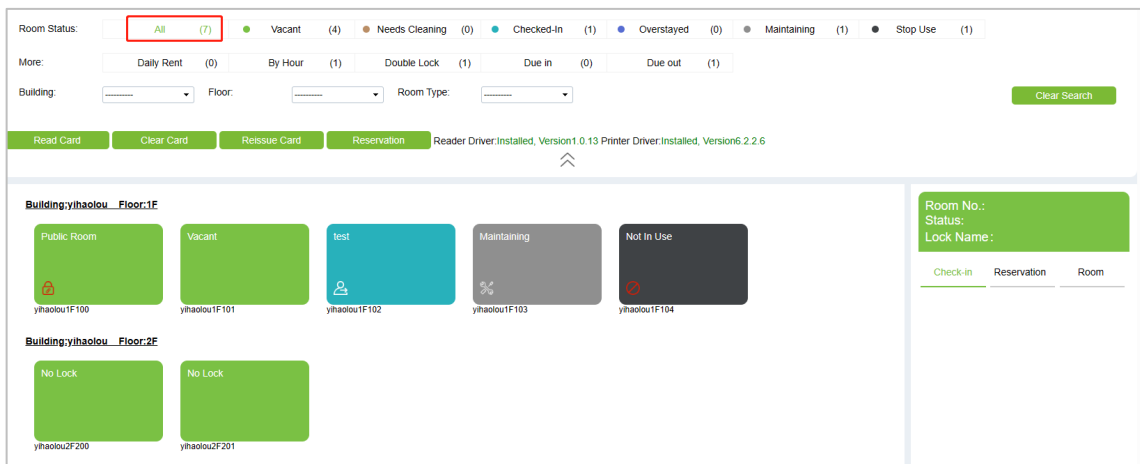 Room Status: All (7) Vacant (4) Needs Cleaning (0) Checked-In (1) Overstayed (0) Maintaining (1) Stop Use (1)
More: Daily Rent (0) By Hour (1) Double Lock (1) Due in (0) Due out (1)
Building: ---------- Floor: ---------- Room Type: ---------- Clear Search
Read Card Clear Card Reissue Card Reservation Reader Driver:Installed, Version1.0.13 Printer Driver:Installed, Version6.2.2.6
Building:yihaolou Floor:1F
Public Room Vacant test Maintaining Not In Use
yihaolou1F100 yihaolou1F101 yihaolou1F102 yihaolou1F103 yihaolou1F104
Building:yihaolou Floor:2F
No Lock No Lock
yihaolou2F200 yihaolou2F201
Room No.:
Status:
Lock Name:
Check-in Reservation Room